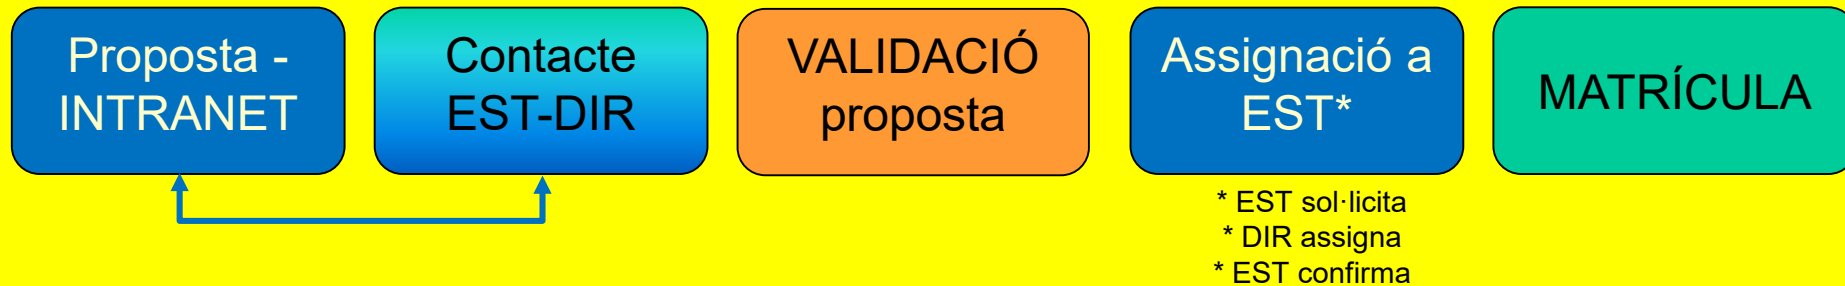 Proposta -
INTRANET
Contacte
EST-DIR
VALIDACIÓ
proposta
Assignació a
EST*
MATRÍCULA
* EST sol·licita
* DIR assigna
* EST confirma